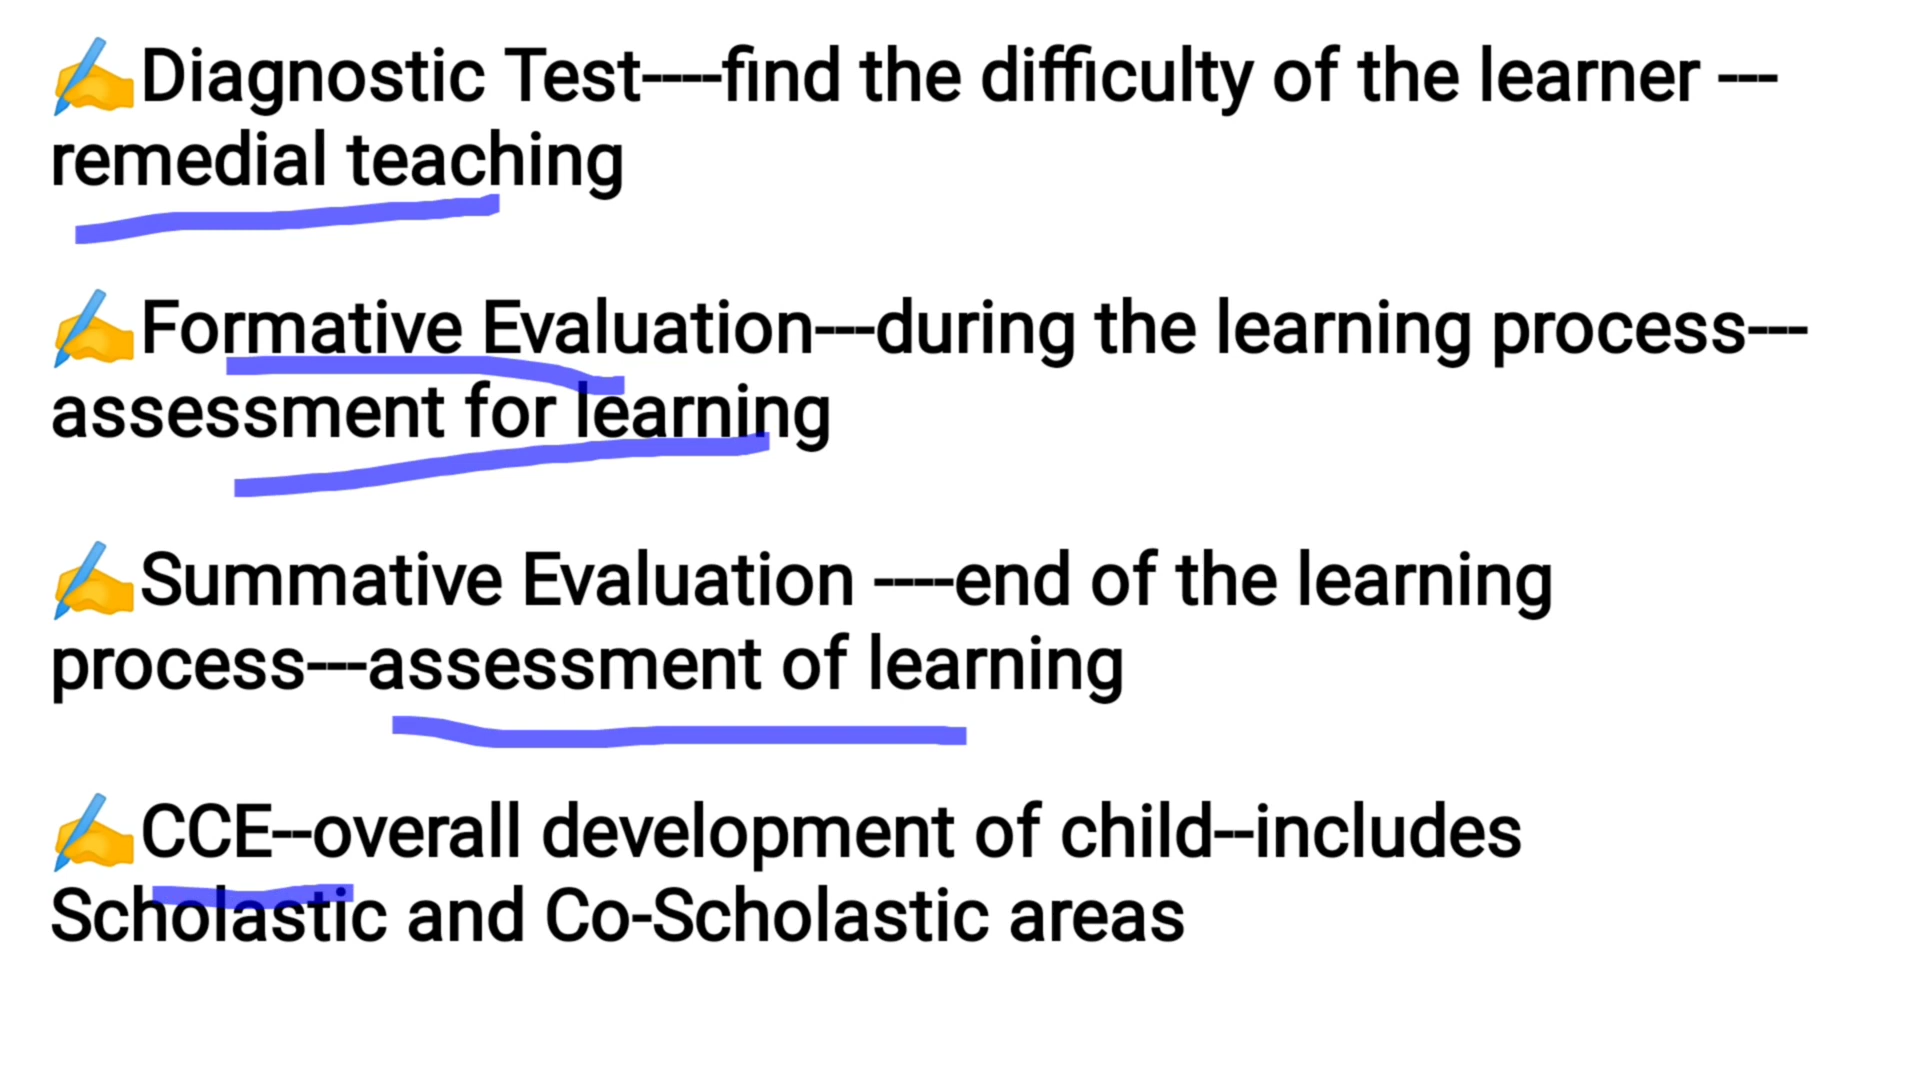 ✍Diagnostic Test----find the difficulty of the learner ---
remedial teaching
✍Formative Evaluation---during the learning process---
assessment for learning
✍Summative Evaluation ----end of the learning
process---assessment of learning
✍CCE--overall development of child--includes
Scholastic and Co-Scholastic areas